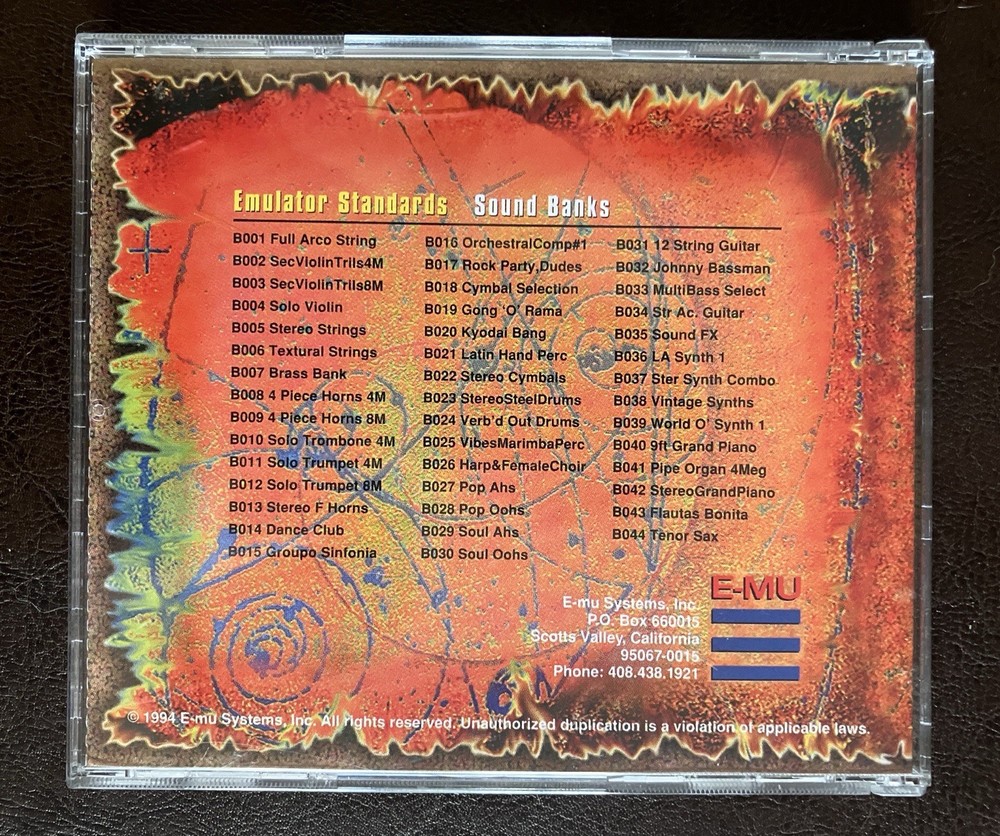 Emulator Standards Sound Banks
B001 Full Arco String
B002 SecViolinTrils4M
B003 SecViolinTrils8M
B004 Solo Violin
B005 Stereo Strings
B006 Textural Strings
B007 Brass Bank
B008 4 Piece Horns 4M
B009 4 Piece Horns 8M
B010 Solo Trombone 4M
B011 Solo Trumpet 4M
B012 Solo Trumpet 8M
B013 Stereo F Horns
B014 Dance Club
B015 Groupo Sinfonia
B016 OrchestralComp#1
B017 Rock Party,Dudes
B018 Cymbal Selection
B019 Gong 'O' Rama
B020 Kyodai Bang
B021 Latin Hand Perc
B022 Stereo Cymbals
B023 StereoSteelDrums
B024 Verb'd Out Drums
B025 VibesMarimbaPerc
B026 Harp&FemaleChoir
B027 Pop Ahs
B028 Pop Oohs
B029 Soul Ahs
B030 Soul Oohs
B031 12 String Guitar
B032 Johnny Bassman
B033 MultiBass Select
B034 Str Ac. Guitar
B035 Sound FX
B036 LA Synth 1
B037 Ster Synth Combo
B038 Vintage Synths
B039 World O' Synth 1
B040 9ft Grand Piano
B041 Pipe Organ 4Meg
B042 StereoGrandPiano
B043 Flautas Bonita
B044 Tenor Sax
E-MU
E-mu Systems, Inc.
P.O. Box 660015
Scotts Valley, California
95067-0015
Phone: 408.438.1921
© 1994 E-mu Systems, Inc. All rights reserved. Unauthorized duplication is a violation of applicable laws.